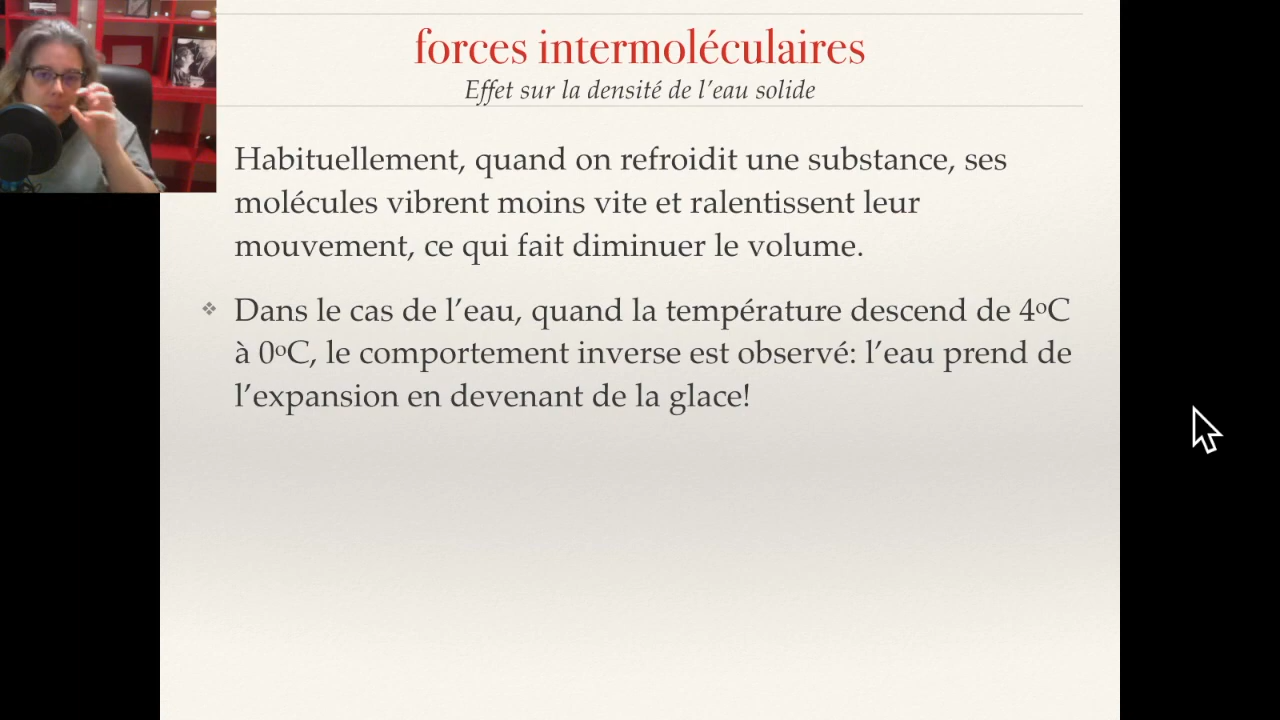 forces intermoléculaires
Effet sur la densité de l’eau solide
Habituellement, quand on refroidit une substance, ses
molécules vibrent moins vite et ralentissent leur
mouvement, ce qui fait diminuer le volume.
❖ Dans le cas de l’eau, quand la température descend de 4ºC
à 0ºC, le comportement inverse est observé: l’eau prend de
l’expansion en devenant de la glace!